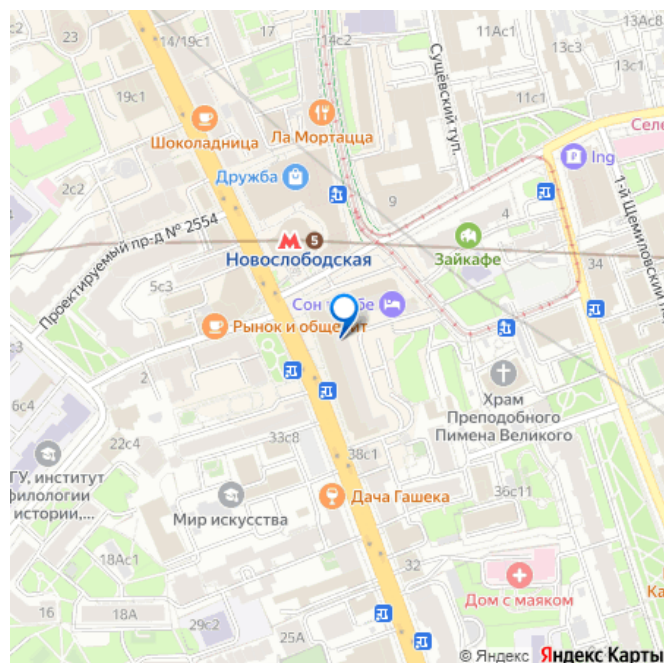 23
14/19с1
17
14с2
11Ас1
13Ас8
13с3
13с1
Сущёвский туп.
19с1
11с1
Шоколадница
Ла Мортацца
Селе
Ing
Дружба
2с2
9
4
1-й Щемиловский
Проектируемый пр-д № 2554
М 5
Новослободская
Зайкафе
34
5с3
Рынок и обще
ит
2
Храм
Преподобного
Пимена Великого
6с4
22с4
33с8
38с1
ГУ, институт
филологии
истории,...
Мир искусства
Дача Гашека
36с11
18Ас1
32
Дом с маяком
Ка
16
18А
29с2
25А
© Яндекс Яндекс Карты